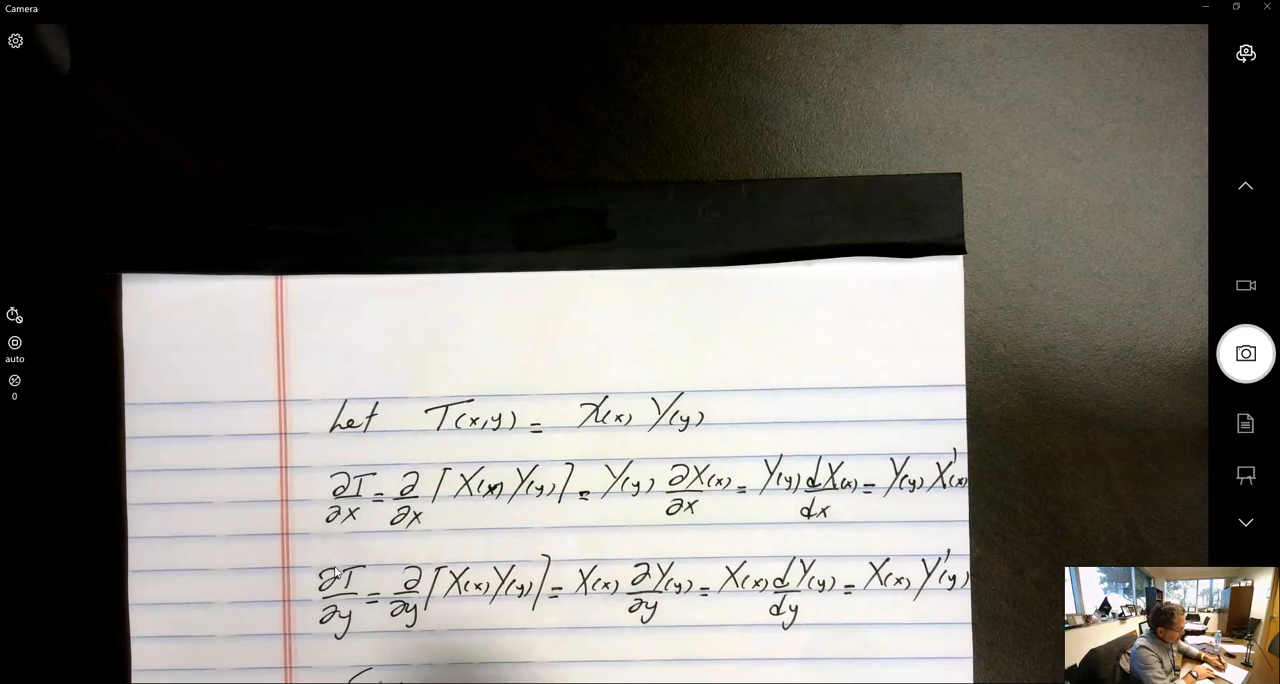 Camera
Let T(x,y) = X(x) Y(y)
∂T/∂x = ∂/∂x [X(x) Y(y)] = Y(y) ∂X(x)/∂x = Y(y) dX(x)/dx = Y(y) X'(x)
∂T/∂y = ∂/∂y [X(x) Y(y)] = X(x) ∂Y(y)/∂y = X(x) dY(y)/dy = X(x) Y'(y)
auto
0